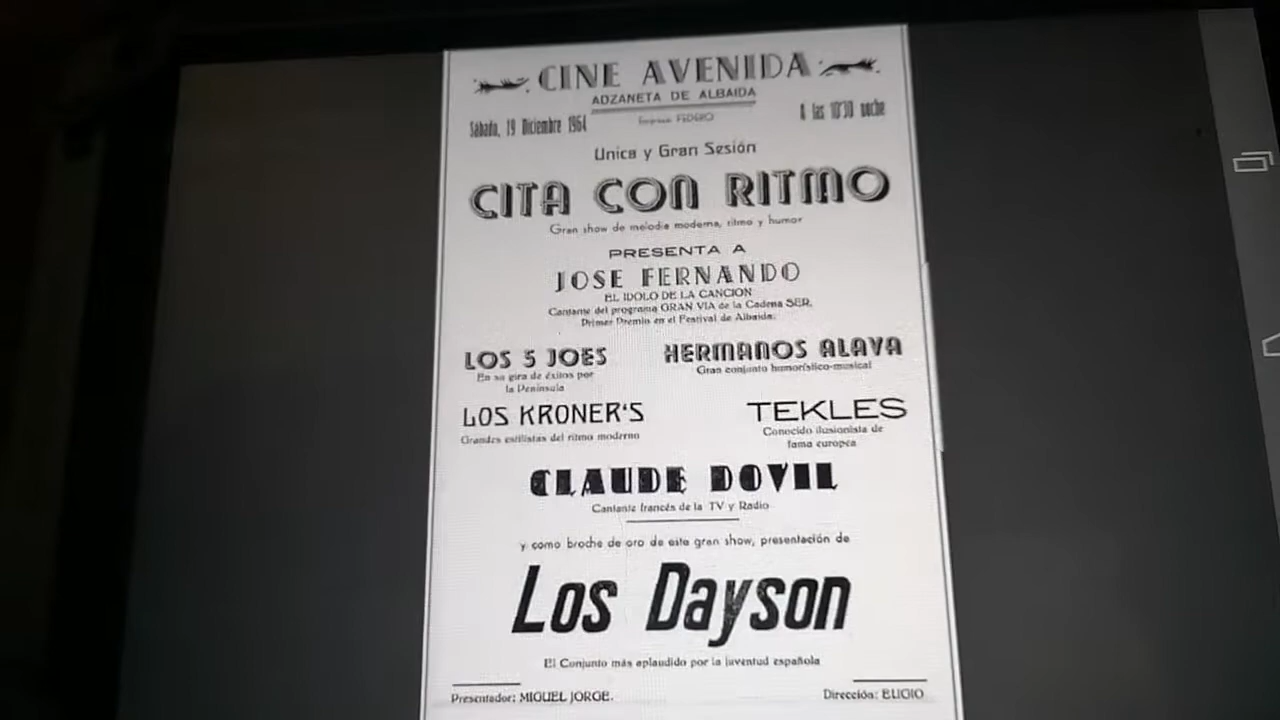 CINE AVENIDA
ADZANETA DE ALBAIDA
Sábado, 19 Diciembre 1964
A las 10'30 noche
Unica y Gran Sesión
CITA CON RITMO
Gran show de melodia moderna, ritmo y humor
PRESENTA A
JOSE FERNANDO
EL IDOLO DE LA CANCION
Cantante del programa GRAN VIA de la Cadena SER.
Primer Premio en el Festival de Albaida.
LOS 5 JOES
En su gira de éxitos por
la Península
HERMANOS ALAVA
Gran conjunto humorístico-musical
LOS KRONER'S
Grandes estilistas del ritmo moderno
TEKLES
Conocido ilusionista de
fama europea
CLAUDE DOVIL
Cantante francés de la TV y Radio
y como broche de oro de este gran show, presentación de
Los Dayson
El Conjunto más aplaudido por la juventud española
Presentador: MIGUEL JORGE.
Dirección: EUGIO